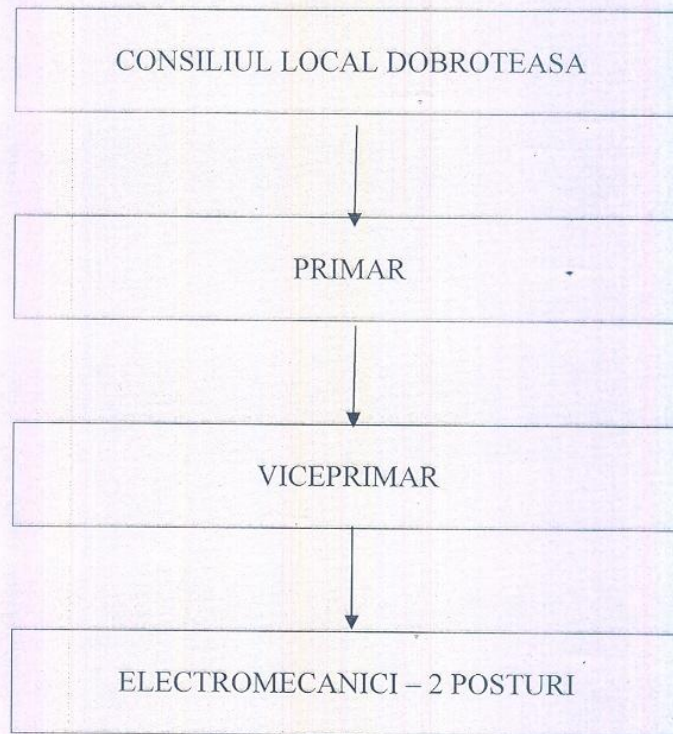 CONSILIUL LOCAL DOBROTEASA
PRIMAR
VICEPRIMAR
ELECTROMECANICI – 2 POSTURI